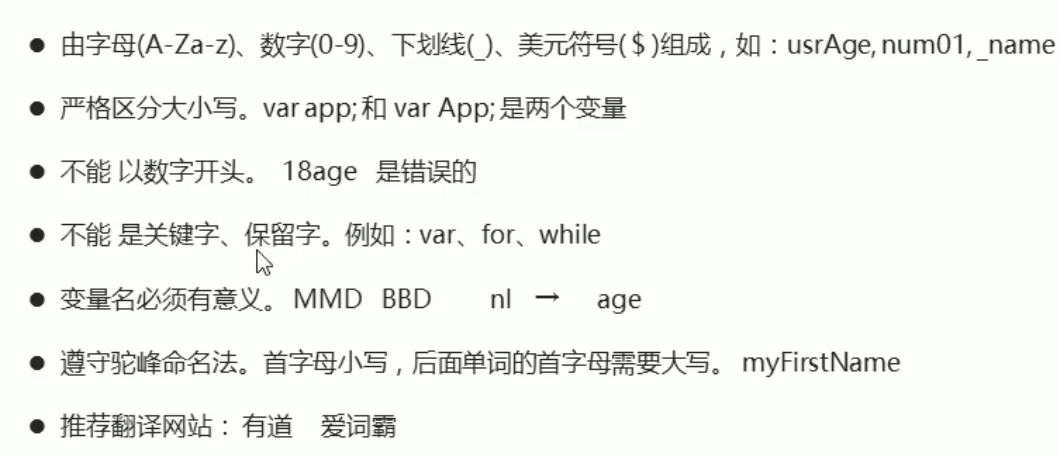 ● 由字母(A-Za-z)、数字(0-9)、下划线(_)、美元符号( $ )组成，如：usrAge, num01, _name
● 严格区分大小写。var app; 和 var App; 是两个变量
● 不能 以数字开头。 18age 是错误的
● 不能 是关键字、保留字。例如：var、for、while
● 变量名必须有意义。 MMD BBD nl → age
● 遵守驼峰命名法。首字母小写，后面单词的首字母需要大写。 myFirstName
● 推荐翻译网站： 有道 爱词霸